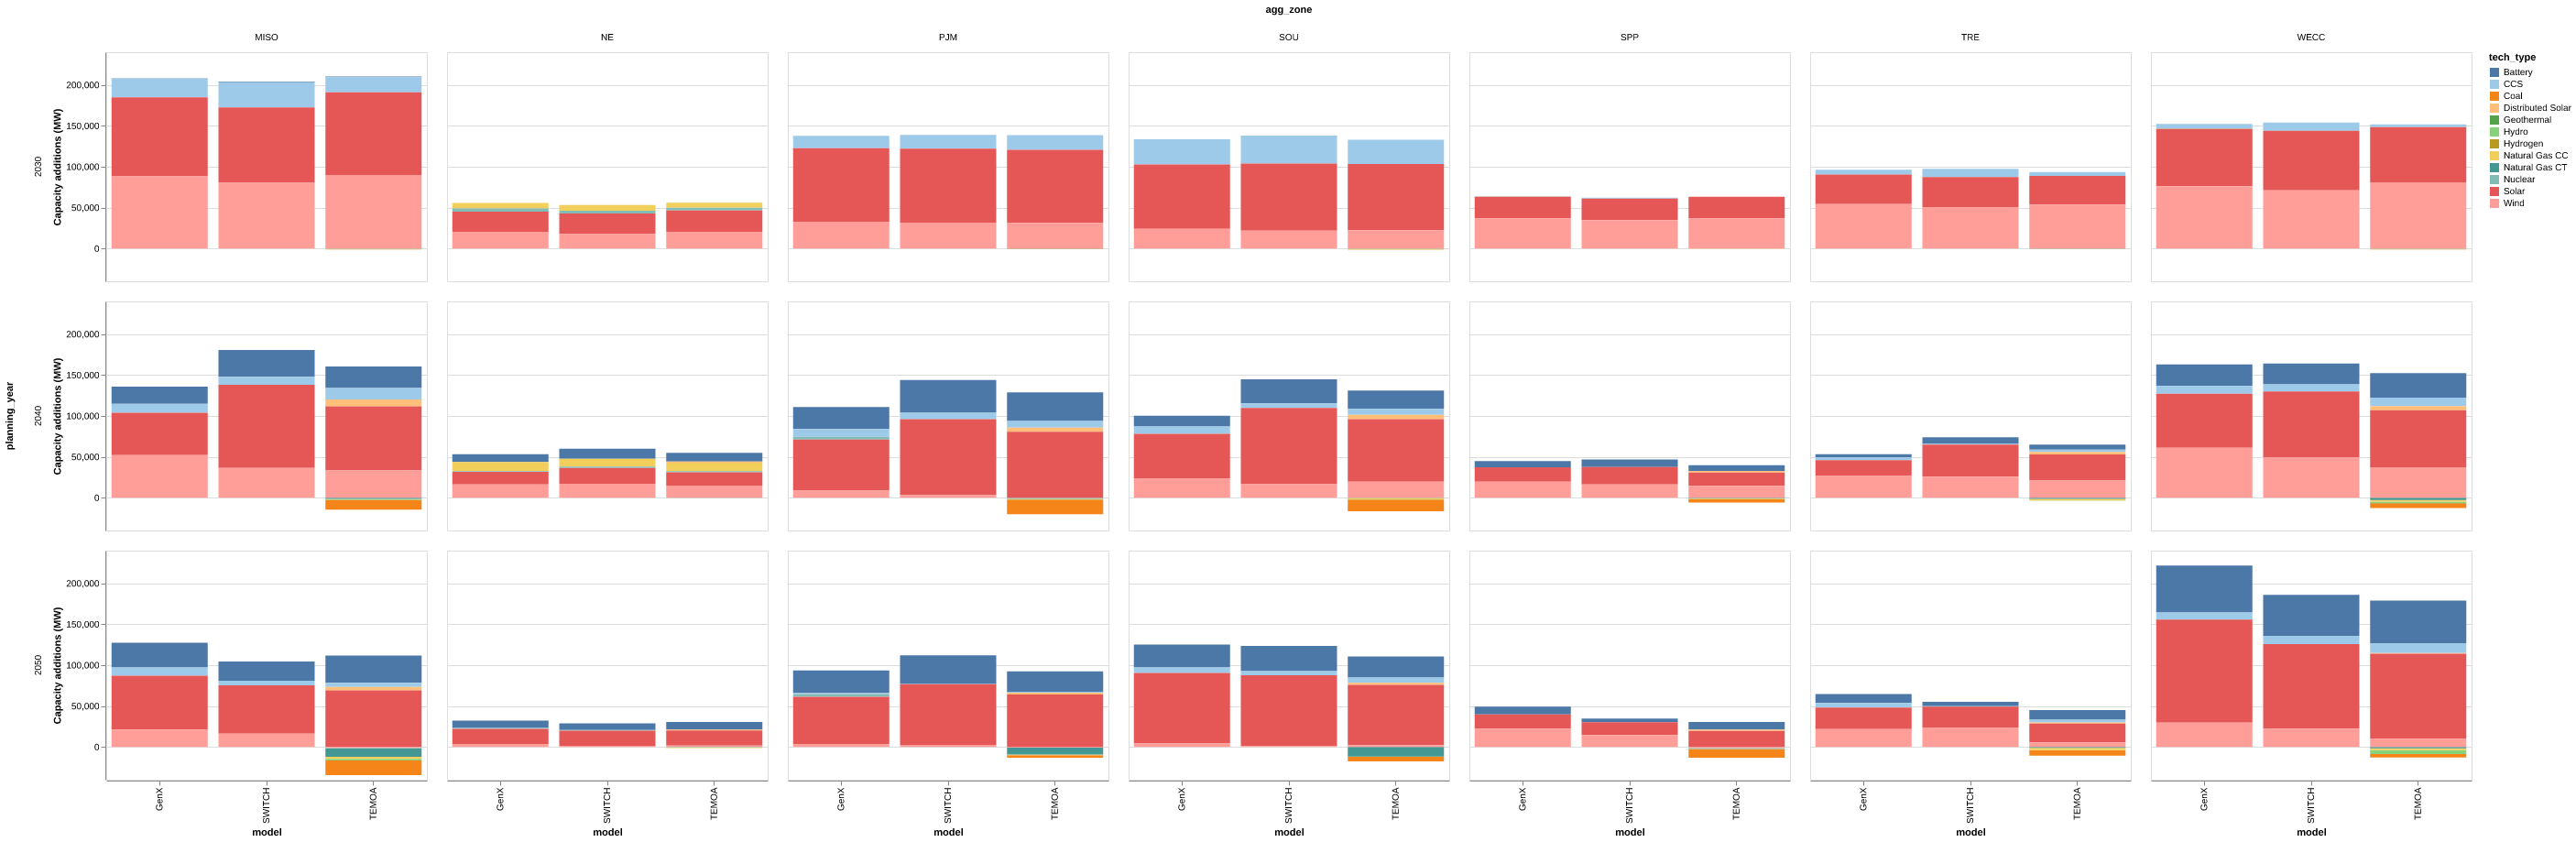 agg_zone
MISO NE PJM SOU SPP TRE WECC
planning_year
2030
Capacity additions (MW)
200,000
150,000
100,000
50,000
0
2040
Capacity additions (MW)
200,000
150,000
100,000
50,000
0
2050
Capacity additions (MW)
200,000
150,000
100,000
50,000
0
GenX SWITCH TEMOA GenX SWITCH TEMOA GenX SWITCH TEMOA GenX SWITCH TEMOA GenX SWITCH TEMOA GenX SWITCH TEMOA GenX SWITCH TEMOA
model model model model model model model
tech_type
Battery
CCS
Coal
Distributed Solar
Geothermal
Hydro
Hydrogen
Natural Gas CC
Natural Gas CT
Nuclear
Solar
Wind